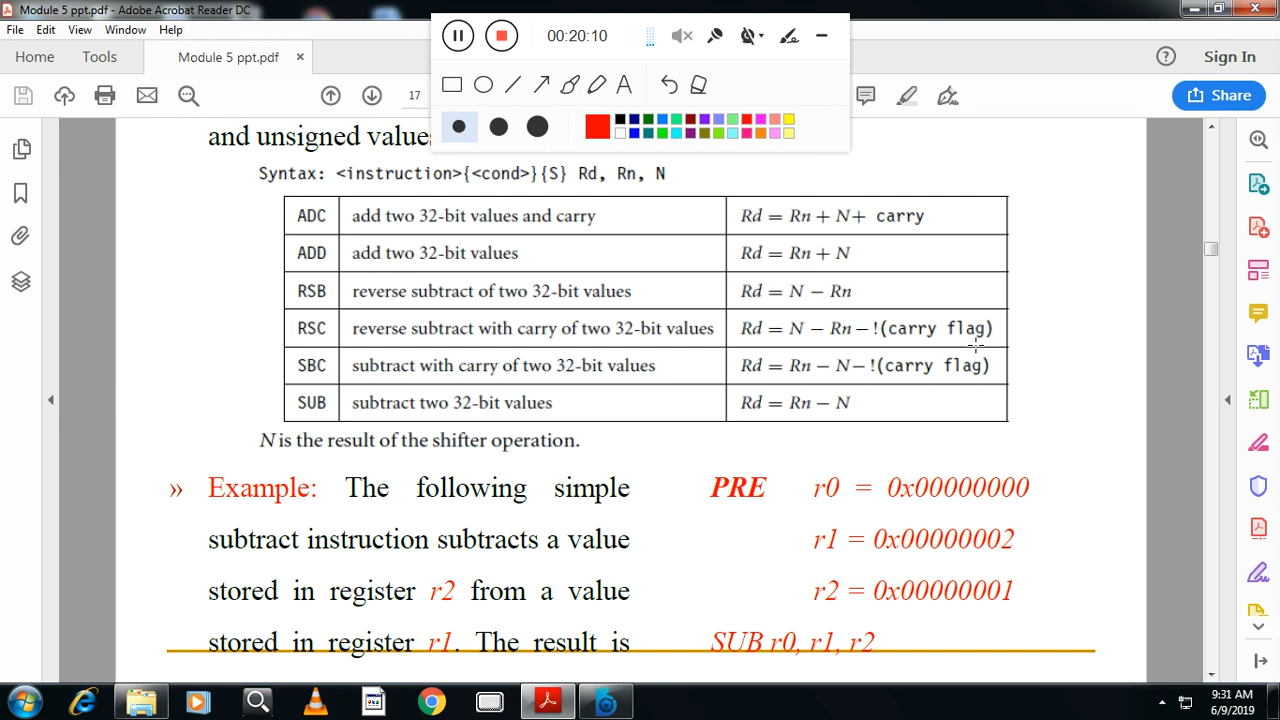 Module 5 ppt.pdf - Adobe Acrobat Reader DC
File Edit View Window Help
Home Tools Module 5 ppt.pdf ×
00:20:10
A
? Sign In
17
Share
and unsigned values
Syntax: <instruction>{<cond>}{S} Rd, Rn, N
ADC add two 32-bit values and carry Rd = Rn + N+ carry
ADD add two 32-bit values Rd = Rn + N
RSB reverse subtract of two 32-bit values Rd = N − Rn
RSC reverse subtract with carry of two 32-bit values Rd = N − Rn − !(carry flag)
SBC subtract with carry of two 32-bit values Rd = Rn − N− !(carry flag)
SUB subtract two 32-bit values Rd = Rn − N
N is the result of the shifter operation.
» Example: The following simple
subtract instruction subtracts a value
stored in register r2 from a value
stored in register r1. The result is
PRE r0 = 0x00000000
r1 = 0x00000002
r2 = 0x00000001
SUB r0, r1, r2
9:31 AM
6/9/2019